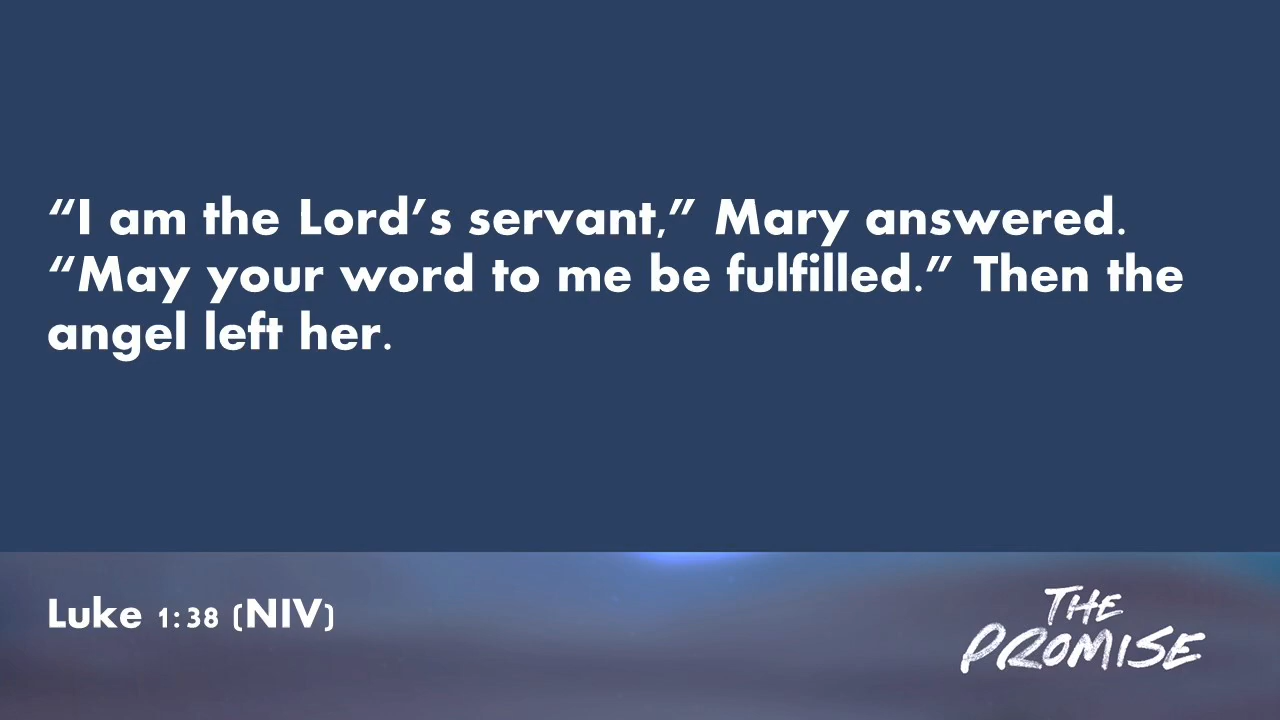 “I am the Lord’s servant,” Mary answered.
“May your word to me be fulfilled.” Then the
angel left her.
Luke 1:38 (NIV)
THE
PROMISE